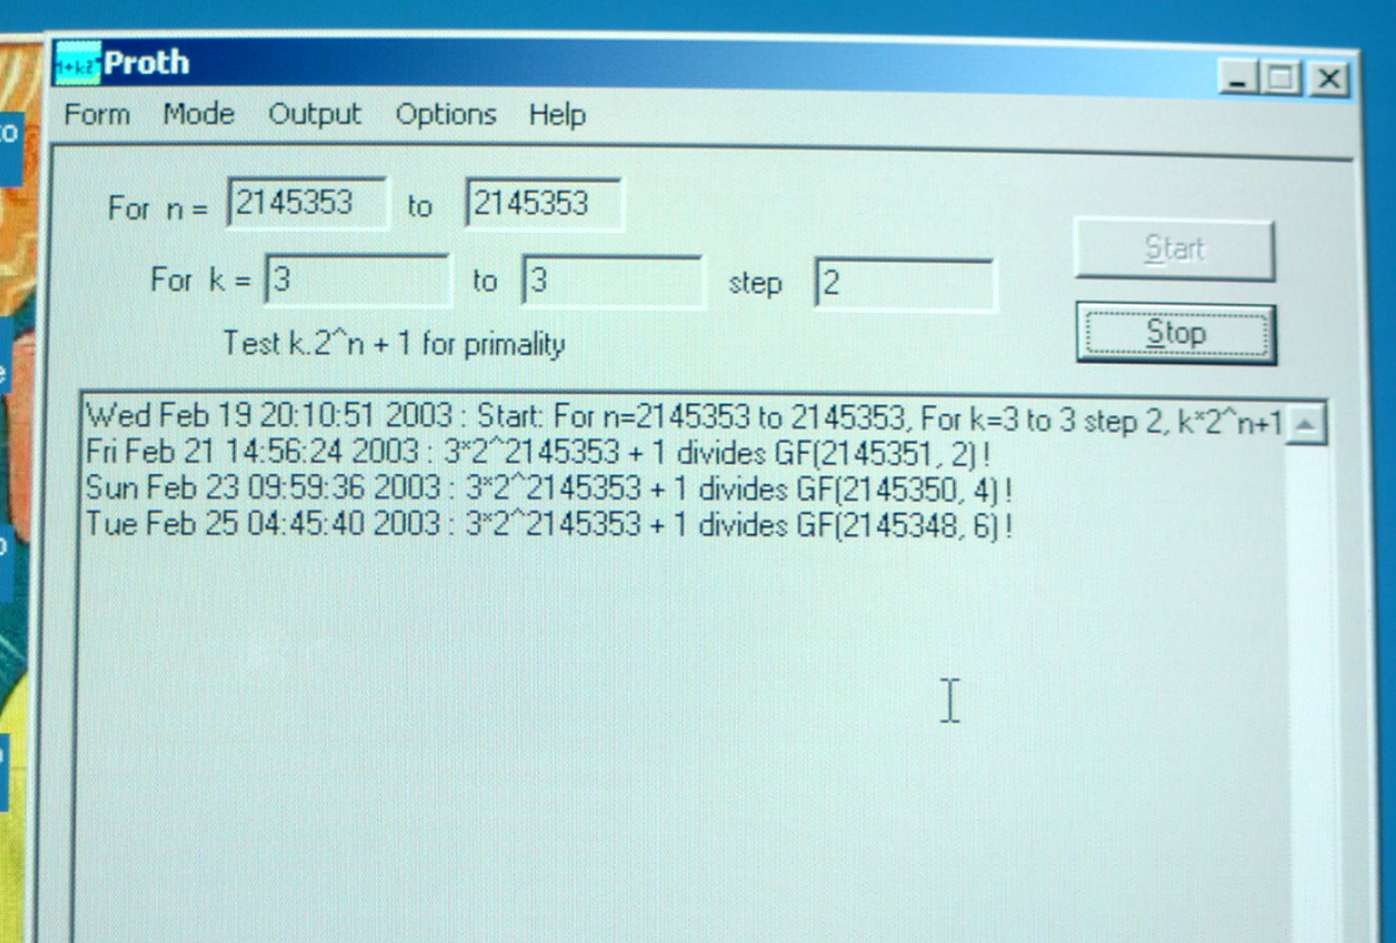 1+k2^
Proth
Form Mode Output Options Help
For n = 2145353 to 2145353
Start
For k = 3 to 3 step 2
Stop
Test k.2^n + 1 for primality
Wed Feb 19 20:10:51 2003 : Start: For n=2145353 to 2145353, For k=3 to 3 step 2, k*2^n+1
Fri Feb 21 14:56:24 2003 : 3*2^2145353 + 1 divides GF(2145351, 2) !
Sun Feb 23 09:59:36 2003 : 3*2^2145353 + 1 divides GF(2145350, 4) !
Tue Feb 25 04:45:40 2003 : 3*2^2145353 + 1 divides GF(2145348, 6) !